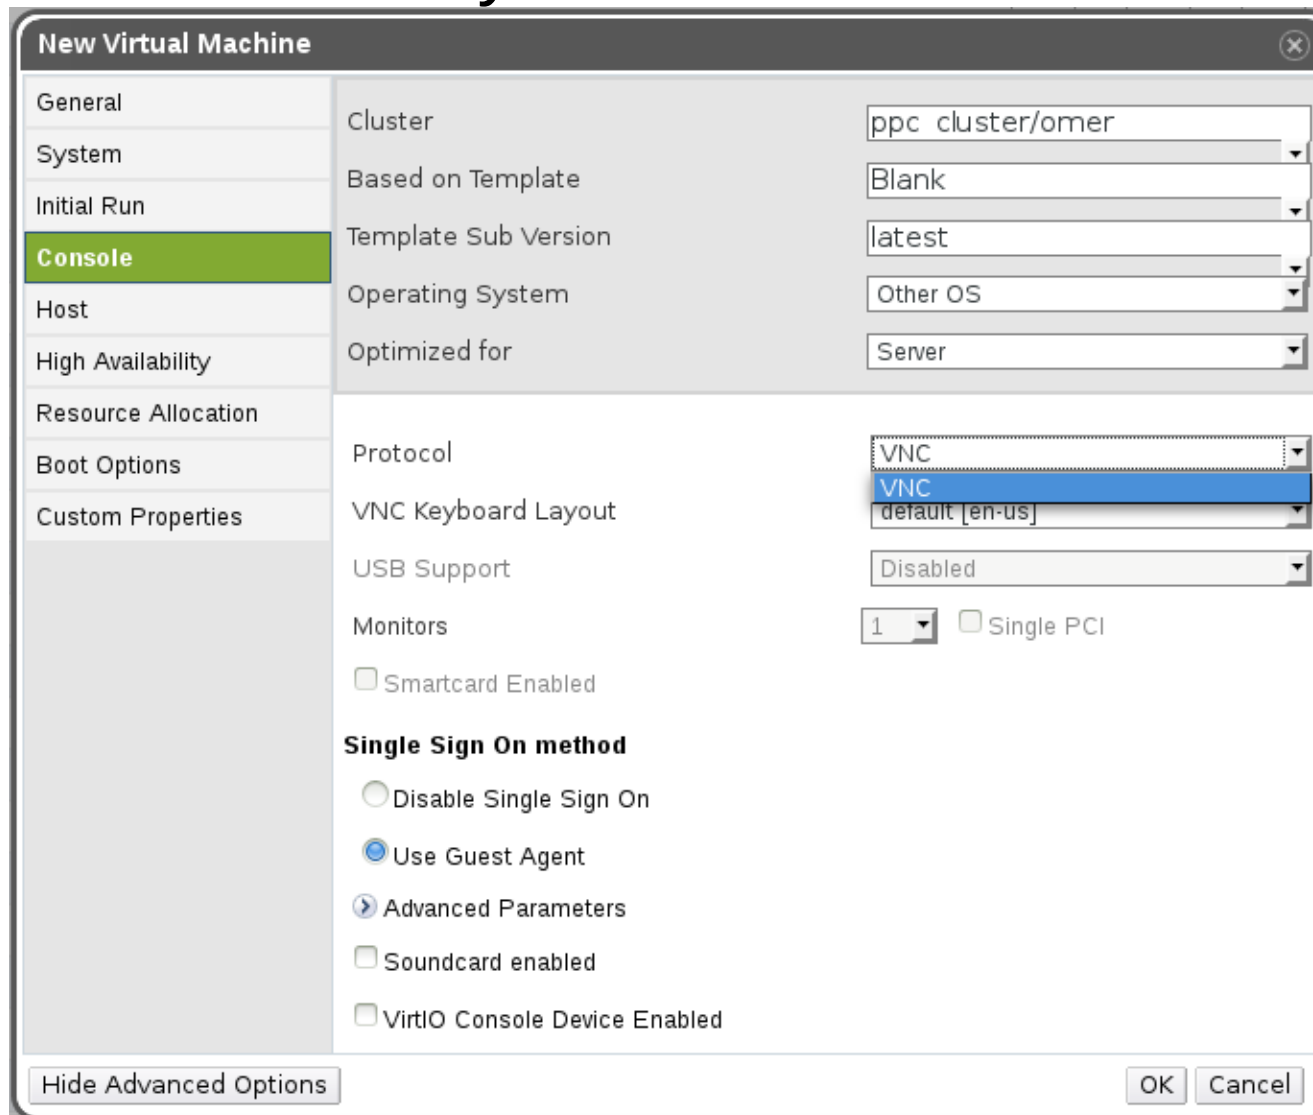 New Virtual Machine
General
System
Initial Run
Console
Host
High Availability
Resource Allocation
Boot Options
Custom Properties
Cluster ppc cluster/omer
Based on Template Blank
Template Sub Version latest
Operating System Other OS
Optimized for Server
Protocol VNC
VNC
VNC Keyboard Layout default [en-us]
USB Support Disabled
Monitors 1 Single PCI
Smartcard Enabled
Single Sign On method
Disable Single Sign On
Use Guest Agent
Advanced Parameters
Soundcard enabled
VirtIO Console Device Enabled
Hide Advanced Options OK Cancel